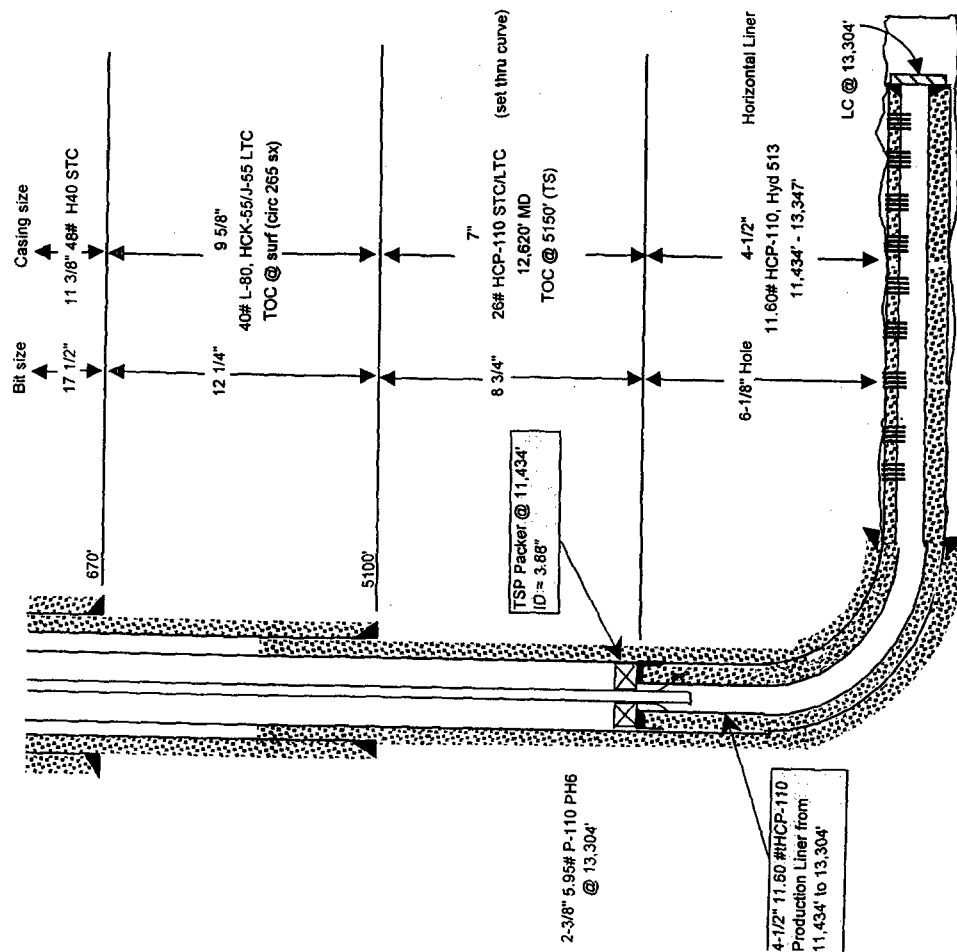 Bit size
Casing size
17 1/2"
11 3/8" 48# H40 STC
670'
12 1/4"
9 5/8"
40# L-80, HCK-55/J-55 LTC
TOC @ surf (circ 265 sx)
5100'
8 3/4"
7"
26# HCP-110 STC/LTC
(set thru curve)
12,620' MD
TOC @ 5150' (TS)
TSP Packer @ 11,434'
ID = 3.88"
6-1/8" Hole
4-1/2"
Horizontal Liner
11.60# HCP-110, Hyd 513
11,434' - 13,347'
2-3/8" 5.95# P-110 PH6
@ 13,304'
4-1/2" 11.60 #tHCP-110
Production Liner from
11,434' to 13,304'
LC @ 13,304'